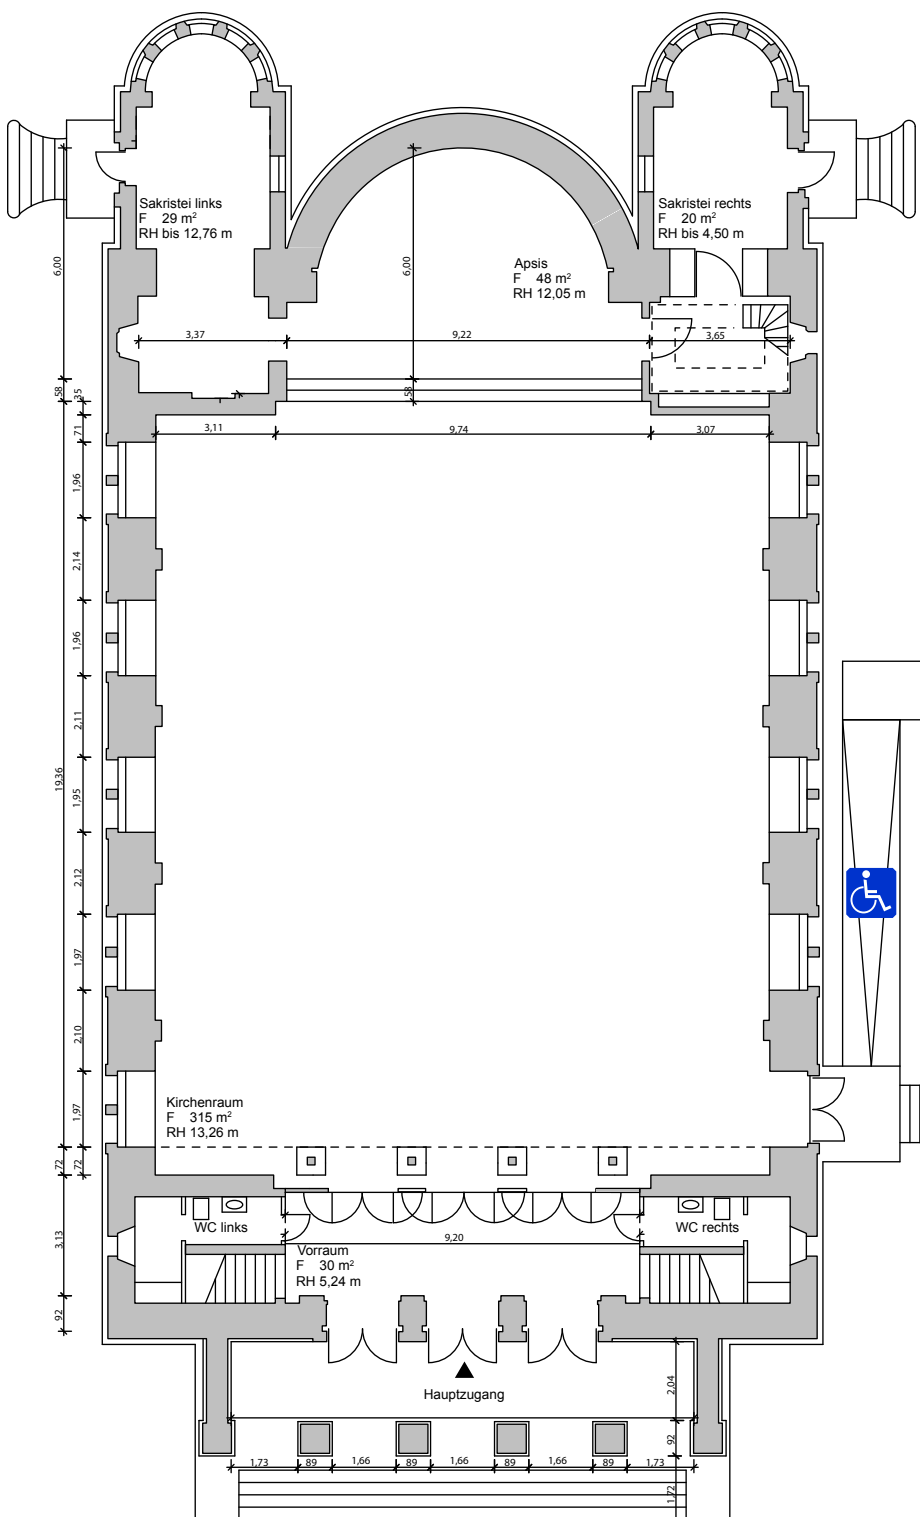 Sakristei links
F 29 m²
RH bis 12,76 m
Sakristei rechts
F 20 m²
RH bis 4,50 m
Apsis
F 48 m²
RH 12,05 m
6,00
6,00
3,37
9,22
3,65
58
35
58
71
3,11
9,74
3,07
1,96
2,14
1,96
2,11
19,36
1,95
2,12
1,97
2,10
1,97
Kirchenraum
F 315 m²
RH 13,26 m
72
72
WC links
WC rechts
3,13
9,20
Vorraum
F 30 m²
RH 5,24 m
92
Hauptzugang
2,04
92
1,73
89
1,66
89
1,66
89
1,66
89
1,73
1,72